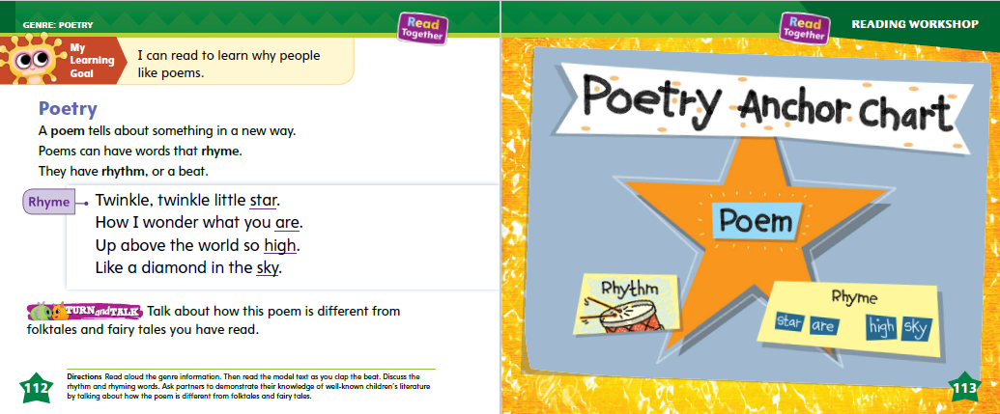 GENRE: POETRY
Read
Together
My
Learning
Goal
I can read to learn why people
like poems.
Poetry
A poem tells about something in a new way.
Poems can have words that rhyme.
They have rhythm, or a beat.
Rhyme
Twinkle, twinkle little star.
How I wonder what you are.
Up above the world so high.
Like a diamond in the sky.
TURN and TALK Talk about how this poem is different from
folktales and fairy tales you have read.
112
Directions Read aloud the genre information. Then read the model text as you clap the beat. Discuss the
rhythm and rhyming words. Ask partners to demonstrate their knowledge of well-known children's literature
by talking about how the poem is different from folktales and fairy tales.
Read
Together
READING WORKSHOP
Poetry Anchor Chart
Poem
Rhythm
Rhyme
star are high sky
113